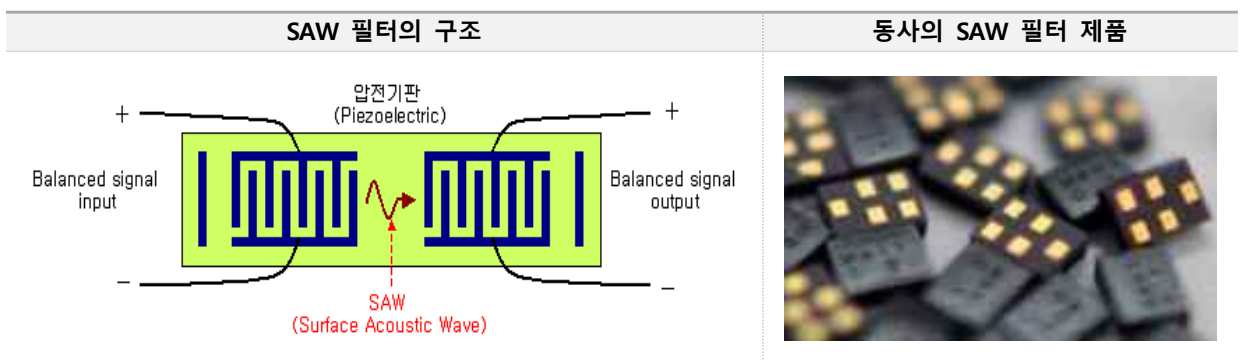 SAW 필터의 구조
동사의 SAW 필터 제품
압전기판
(Piezoelectric)
+
+
Balanced signal
input
Balanced signal
output
−
−
SAW
(Surface Acoustic Wave)